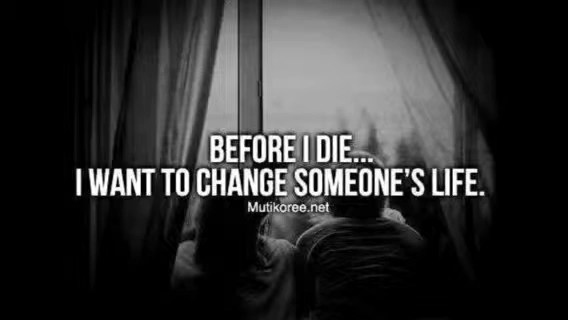 BEFORE I DIE...
I WANT TO CHANGE SOMEONE'S LIFE.
Mutikoree.net